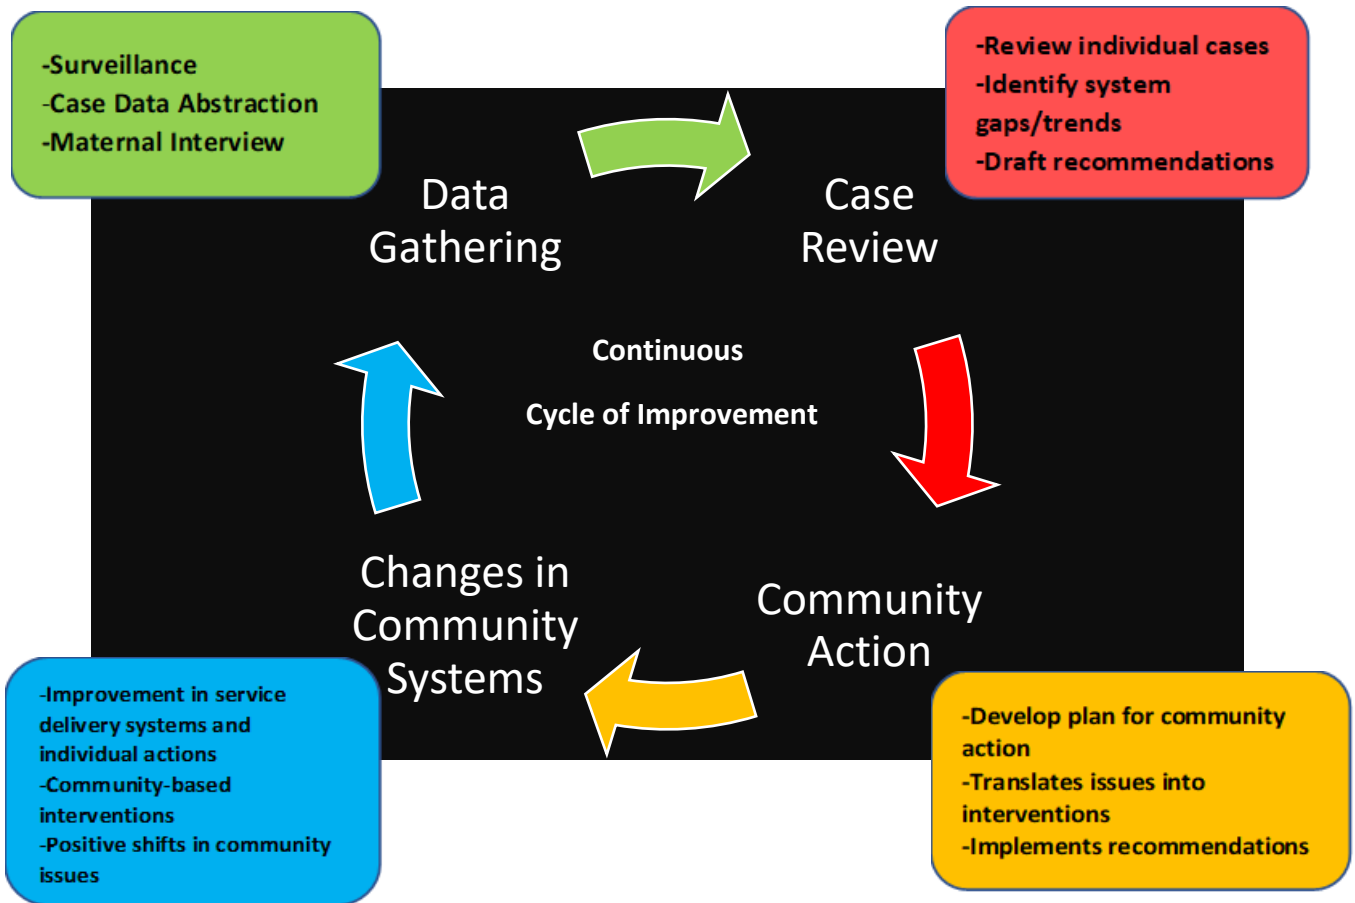 -Surveillance
-Case Data Abstraction
-Maternal Interview
-Review individual cases
-Identify system
gaps/trends
-Draft recommendations
Data
Gathering
Case
Review
Continuous
Cycle of Improvement
Changes in
Community
Systems
Community
Action
-Improvement in service
delivery systems and
individual actions
-Community-based
interventions
-Positive shifts in community
issues
-Develop plan for community
action
-Translates issues into
interventions
-Implements recommendations